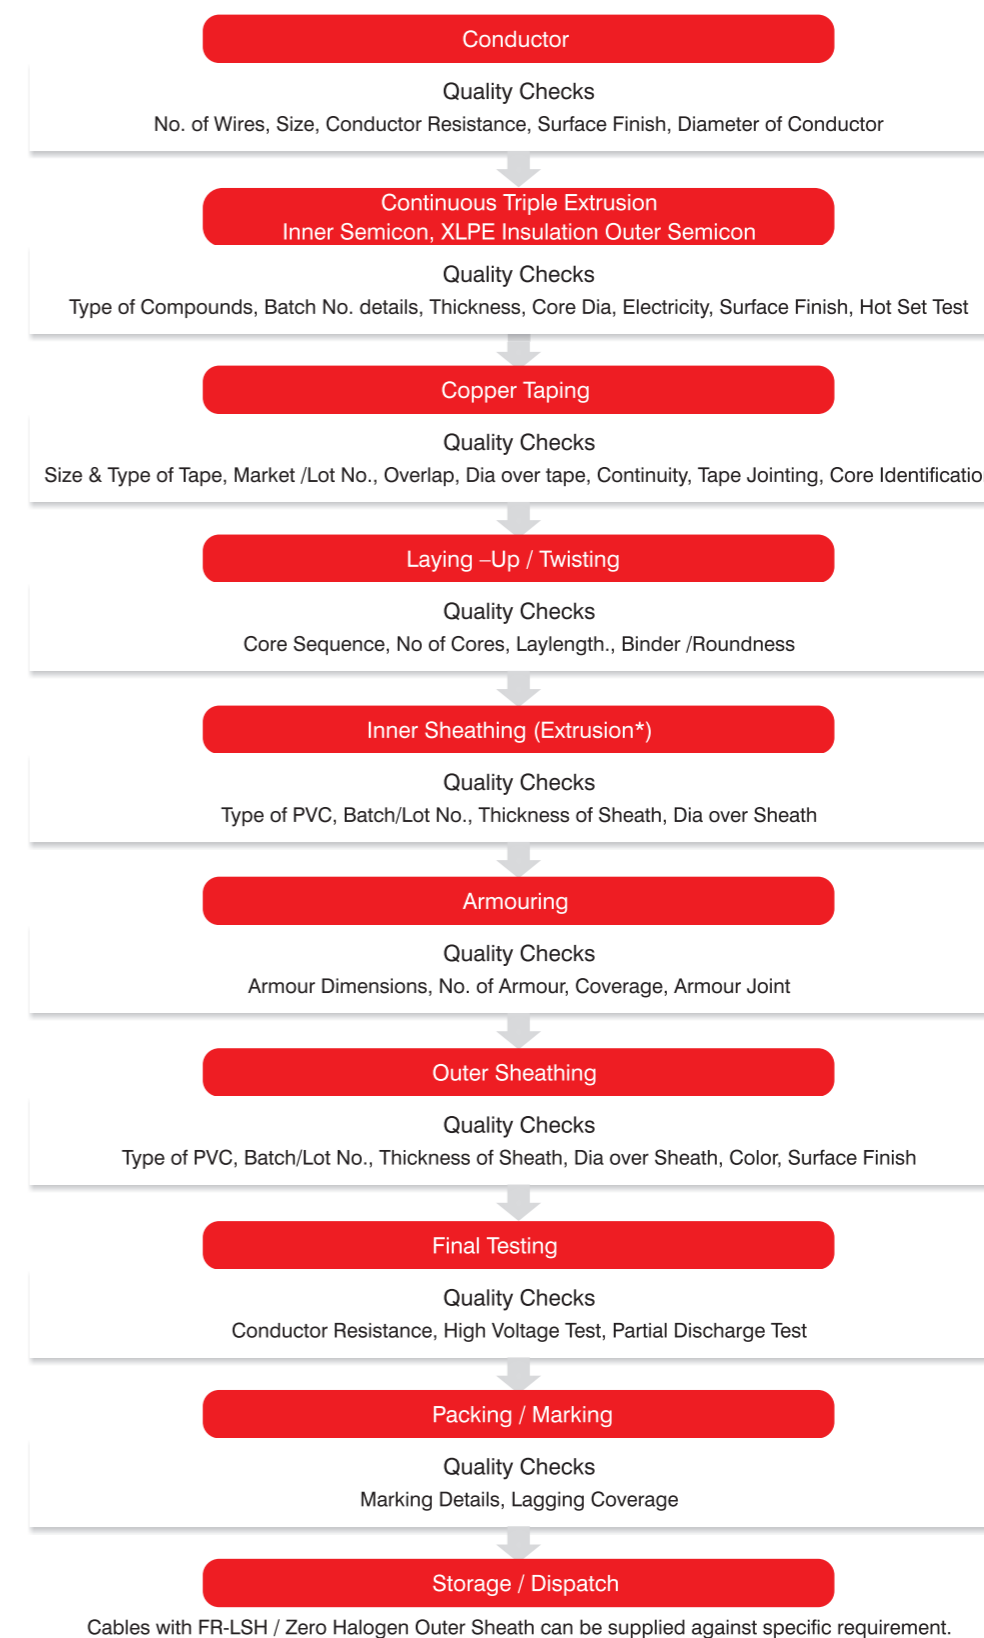 Conductor
Quality Checks
No. of Wires, Size, Conductor Resistance, Surface Finish, Diameter of Conductor
Continuous Triple Extrusion
Inner Semicon, XLPE Insulation Outer Semicon
Quality Checks
Type of Compounds, Batch No. details, Thickness, Core Dia, Electricity, Surface Finish, Hot Set Test
Copper Taping
Quality Checks
Size & Type of Tape, Market /Lot No., Overlap, Dia over tape, Continuity, Tape Jointing, Core Identificatio
Laying –Up / Twisting
Quality Checks
Core Sequence, No of Cores, Laylength., Binder /Roundness
Inner Sheathing (Extrusion*)
Quality Checks
Type of PVC, Batch/Lot No., Thickness of Sheath, Dia over Sheath
Armouring
Quality Checks
Armour Dimensions, No. of Armour, Coverage, Armour Joint
Outer Sheathing
Quality Checks
Type of PVC, Batch/Lot No., Thickness of Sheath, Dia over Sheath, Color, Surface Finish
Final Testing
Quality Checks
Conductor Resistance, High Voltage Test, Partial Discharge Test
Packing / Marking
Quality Checks
Marking Details, Lagging Coverage
Storage / Dispatch
Cables with FR-LSH / Zero Halogen Outer Sheath can be supplied against specific requirement.